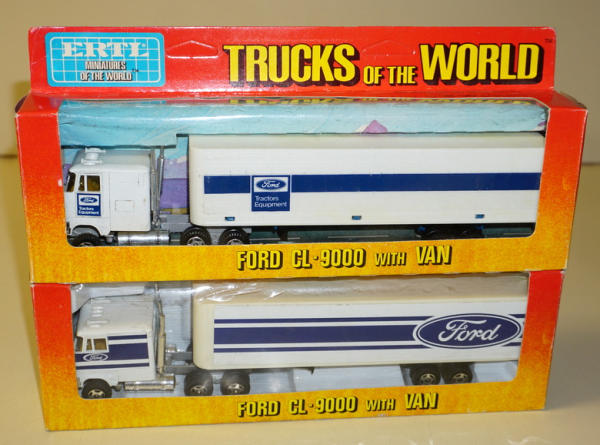 ERTL
MINIATURES
OF THE WORLD
TRUCKS OF THE WORLD
Ford
Tractors
Equipment
Ford
Tractors
Equipment
FORD CL-9000 WITH VAN
Ford
Ford
FORD CL-9000 WITH VAN